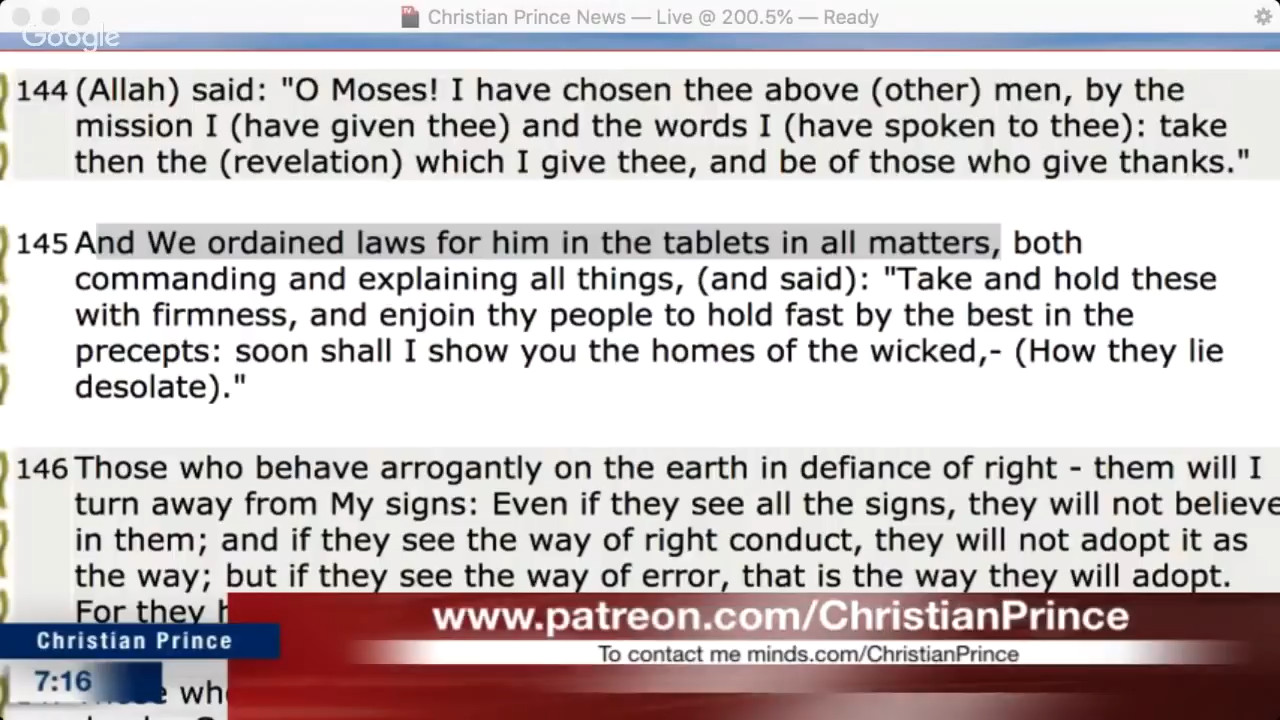 Christian Prince News — Live @ 200.5% — Ready
Google
144 (Allah) said: "O Moses! I have chosen thee above (other) men, by the
mission I (have given thee) and the words I (have spoken to thee): take
then the (revelation) which I give thee, and be of those who give thanks."
145 And We ordained laws for him in the tablets in all matters, both
commanding and explaining all things, (and said): "Take and hold these
with firmness, and enjoin thy people to hold fast by the best in the
precepts: soon shall I show you the homes of the wicked,- (How they lie
desolate)."
146 Those who behave arrogantly on the earth in defiance of right - them will I
turn away from My signs: Even if they see all the signs, they will not believe
in them; and if they see the way of right conduct, they will not adopt it as
the way; but if they see the way of error, that is the way they will adopt.
For they
www.patreon.com/ChristianPrince
Christian Prince
To contact me minds.com/ChristianPrince
7:16